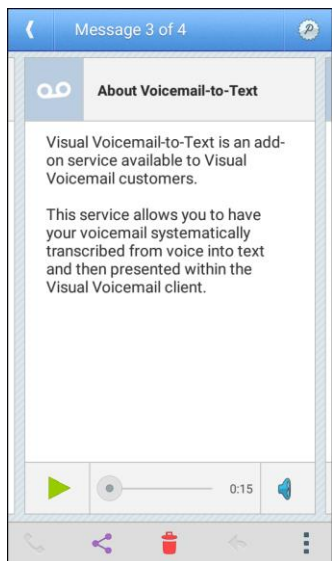 Message 3 of 4
About Voicemail-to-Text
Visual Voicemail-to-Text is an add-
on service available to Visual
Voicemail customers.
This service allows you to have
your voicemail systematically
transcribed from voice into text
and then presented within the
Visual Voicemail client.
0:15